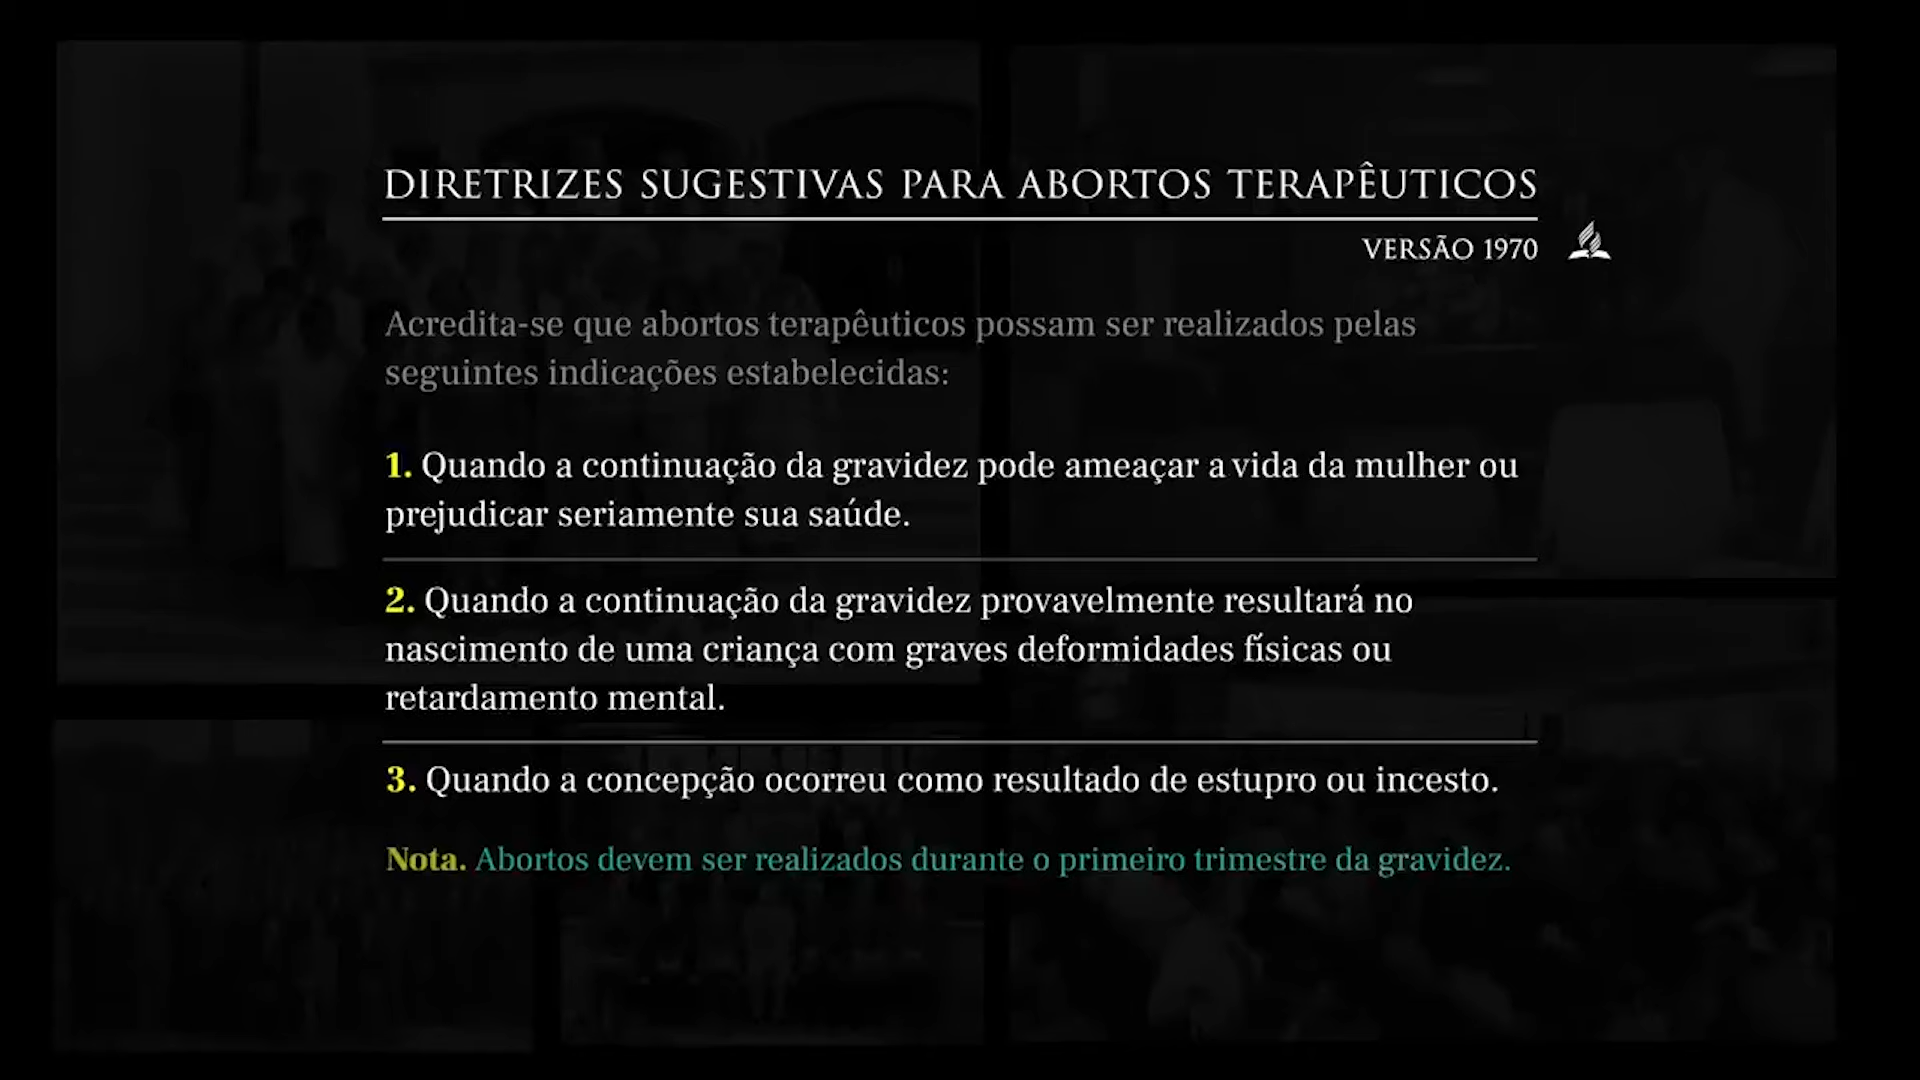 DIRETRIZES SUGESTIVAS PARA ABORTOS TERAPÊUTICOS
VERSÃO 1970
Acredita-se que abortos terapêuticos possam ser realizados pelas
seguintes indicações estabelecidas:
1. Quando a continuação da gravidez pode ameaçar a vida da mulher ou
prejudicar seriamente sua saúde.
2. Quando a continuação da gravidez provavelmente resultará no
nascimento de uma criança com graves deformidades físicas ou
retardamento mental.
3. Quando a concepção ocorreu como resultado de estupro ou incesto.
Nota. Abortos devem ser realizados durante o primeiro trimestre da gravidez.